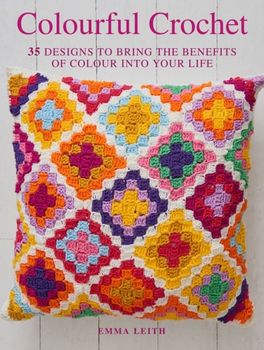 Colourful Crochet
35 DESIGNS TO BRING THE BENEFITS
OF COLOUR INTO YOUR LIFE
EMMA LEITH